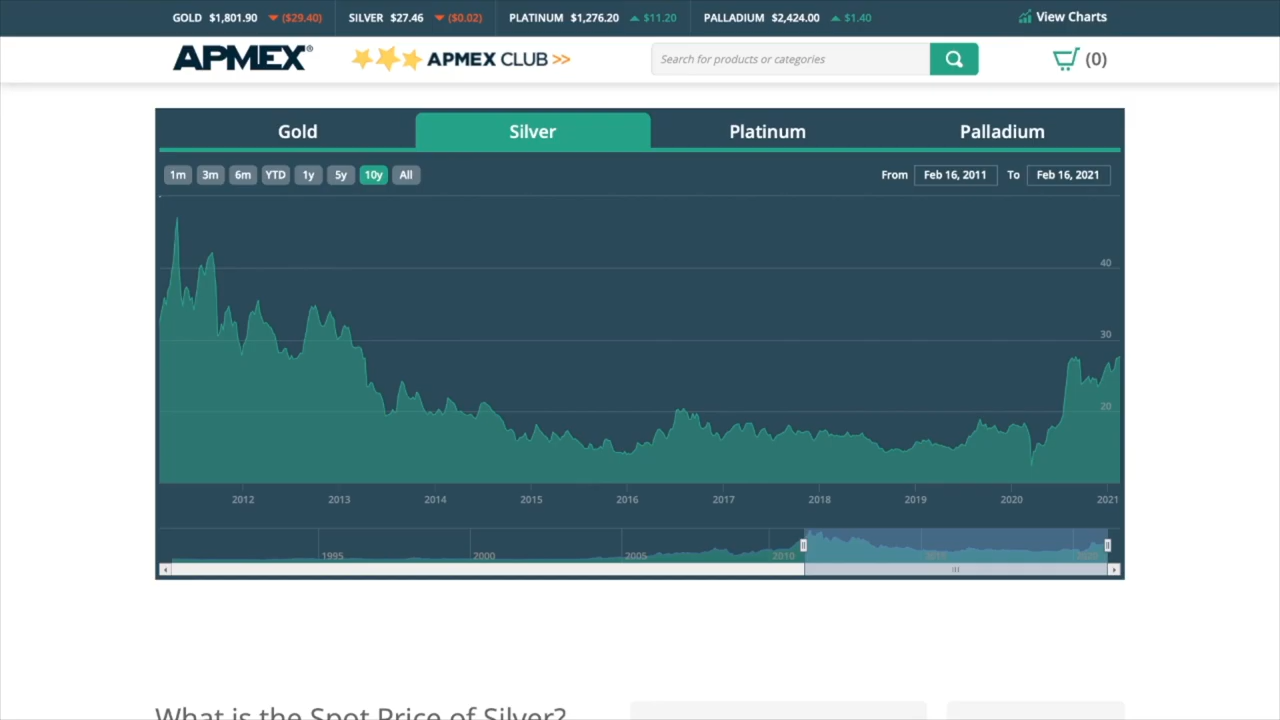 GOLD $1,801.90 ($29.40) SILVER $27.46 ($0.02) PLATINUM $1,276.20 $11.20 PALLADIUM $2,424.00 $1.40 View Charts
APMEX® APMEX CLUB >> Search for products or categories (0)
Gold Silver Platinum Palladium
1m 3m 6m YTD 1y 5y 10y All From Feb 16, 2011 To Feb 16, 2021
40
30
20
2012 2013 2014 2015 2016 2017 2018 2019 2020 2021
1995 2000 2005 2010 2015 2020
What is the Spot Price of Silver?